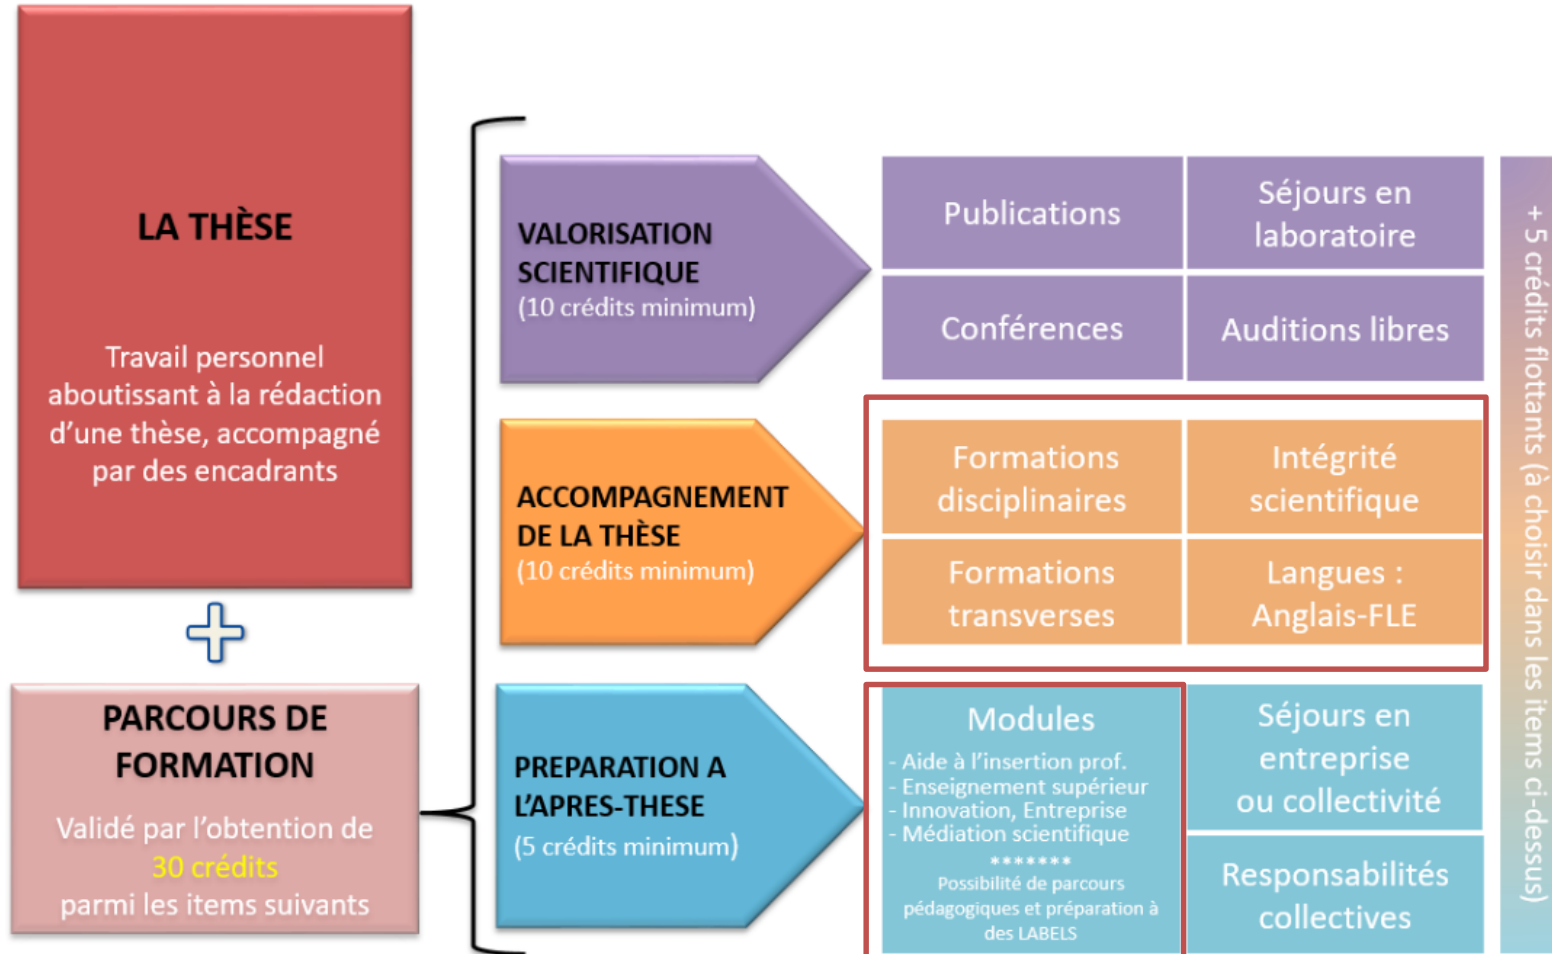 LA THÈSE
Travail personnel
aboutissant à la rédaction
d'une thèse, accompagné
par des encadrants
PARCOURS DE
FORMATION
Validé par l'obtention de
30 crédits
parmi les items suivants
VALORISATION
SCIENTIFIQUE
(10 crédits minimum)
Publications
Séjours en
laboratoire
Conférences
Auditions libres
ACCOMPAGNEMENT
DE LA THÈSE
(10 crédits minimum)
Formations
disciplinaires
Intégrité
scientifique
Formations
transverses
Langues :
Anglais-FLE
PREPARATION A
L'APRES-THESE
(5 crédits minimum)
Modules
- Aide à l'insertion prof.
- Enseignement supérieur
- Innovation, Entreprise
- Médiation scientifique
*******
Possibilité de parcours
pédagogiques et préparation à
des LABELS
Séjours en
entreprise
ou collectivité
Responsabilités
collectives
+ 5 crédits flottants (à choisir dans les items ci-dessus)